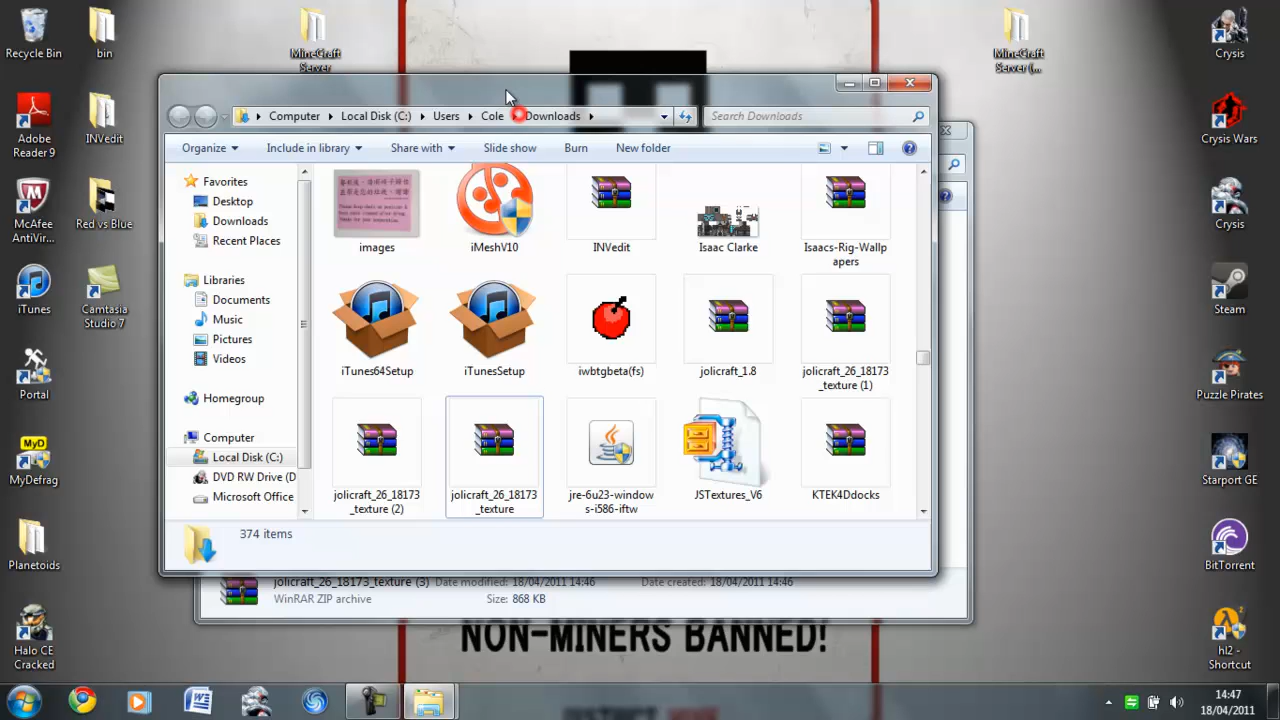 Recycle Bin
bin
MineCraft
Server
MineCraft
Server (...
Crysis
Adobe
Reader 9
INVedit
Crysis Wars
McAfee
AntiVir...
Red vs Blue
Crysis
iTunes
Camtasia
Studio 7
Steam
Portal
Puzzle Pirates
MyD
MyDefrag
Starport GE
Planetoids
BitTorrent
Halo CE
Cracked
hl2 -
Shortcut
Computer
Local Disk (C:)
Users
Cole
Downloads
Search Downloads
Organize
Include in library
Share with
Slide show
Burn
New folder
Favorites
Desktop
Downloads
Recent Places
Libraries
Documents
Music
Pictures
Videos
Homegroup
Computer
Local Disk (C:)
DVD RW Drive (D
Microsoft Office
images
iMeshV10
INVedit
Isaac Clarke
Isaacs-Rig-Wallp
apers
iTunes64Setup
iTunesSetup
iwbtgbeta(fs)
jolicraft_1.8
jolicraft_26_18173
_texture (1)
jolicraft_26_18173
_texture (2)
jolicraft_26_18173
_texture
jre-6u23-window
s-i586-iftw
JSTextures_V6
KTEK4Ddocks
374 items
jolicraft_26_18173_texture (3) Date modified: 18/04/2011 14:46 Date created: 18/04/2011 14:46
WinRAR ZIP archive Size: 868 KB
NON-MINERS BANNED!
14:47
18/04/2011